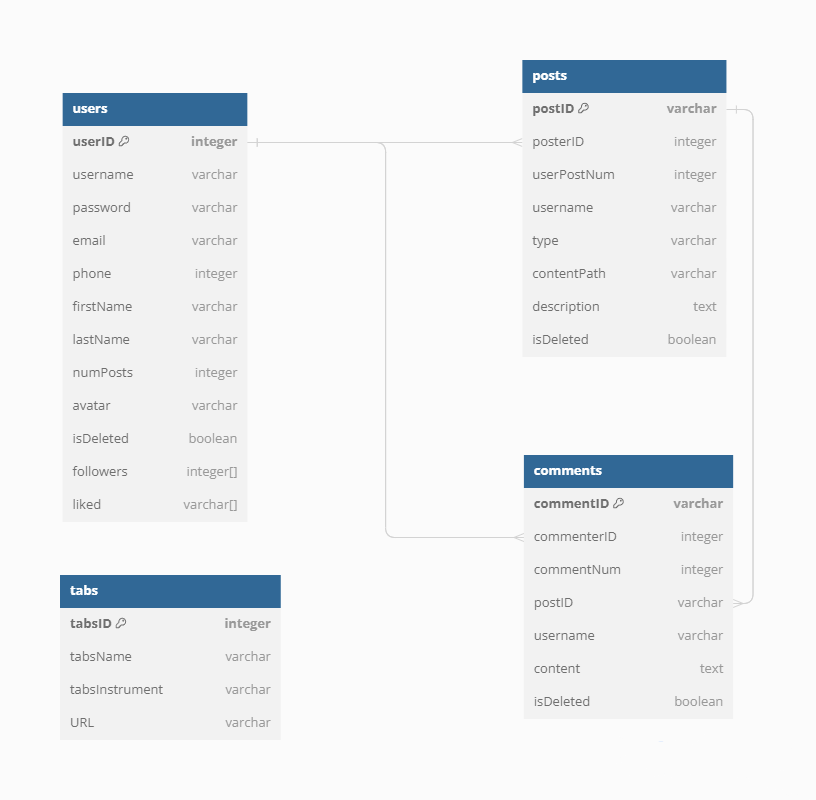 users
userID integer
username varchar
password varchar
email varchar
phone integer
firstName varchar
lastName varchar
numPosts integer
avatar varchar
isDeleted boolean
followers integer[]
liked varchar[]
posts
postID varchar
posterID integer
userPostNum integer
username varchar
type varchar
contentPath varchar
description text
isDeleted boolean
tabs
tabsID integer
tabsName varchar
tabsInstrument varchar
URL varchar
comments
commentID varchar
commenterID integer
commentNum integer
postID varchar
username varchar
content text
isDeleted boolean